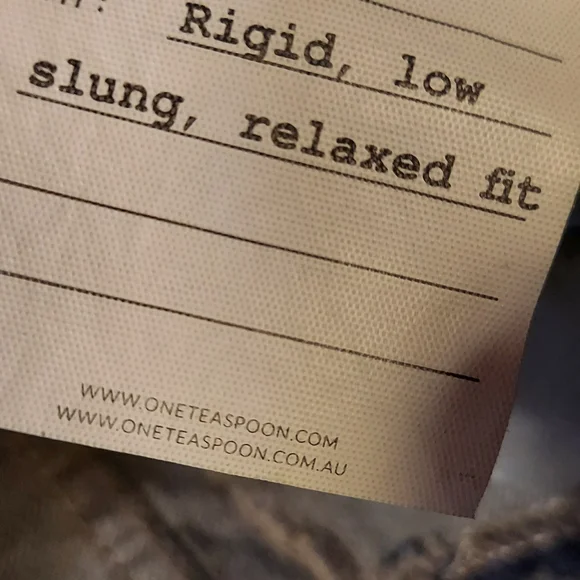 Rigid, low
slung, relaxed fit
WWW.ONETEASPOON.COM
WWW.ONETEASPOON.COM.AU